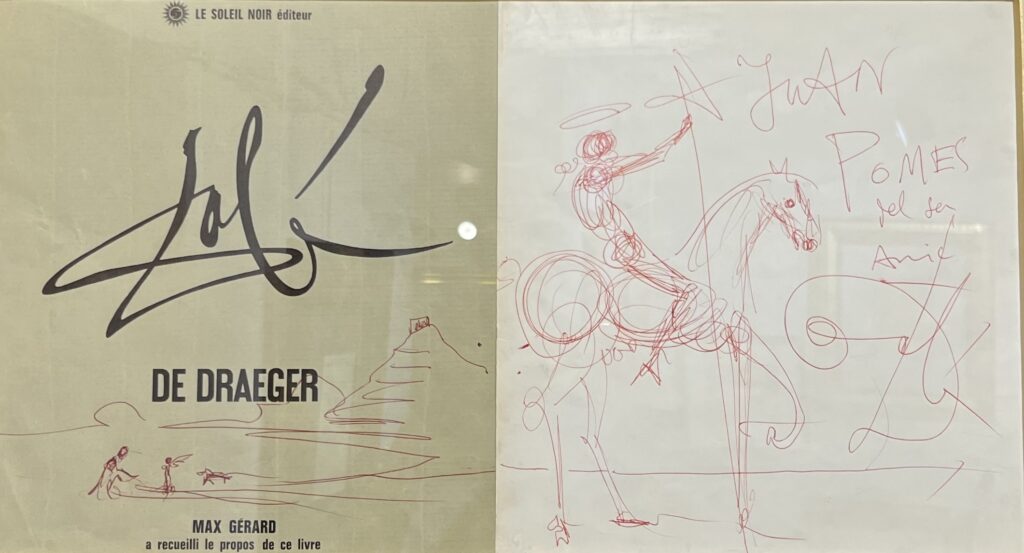 LE SOLEIL NOIR éditeur
Dalí
DE DRAEGER
MAX GÉRARD
a recueilli le propos de ce livre
A JUAN
POMES
del seu
Amic